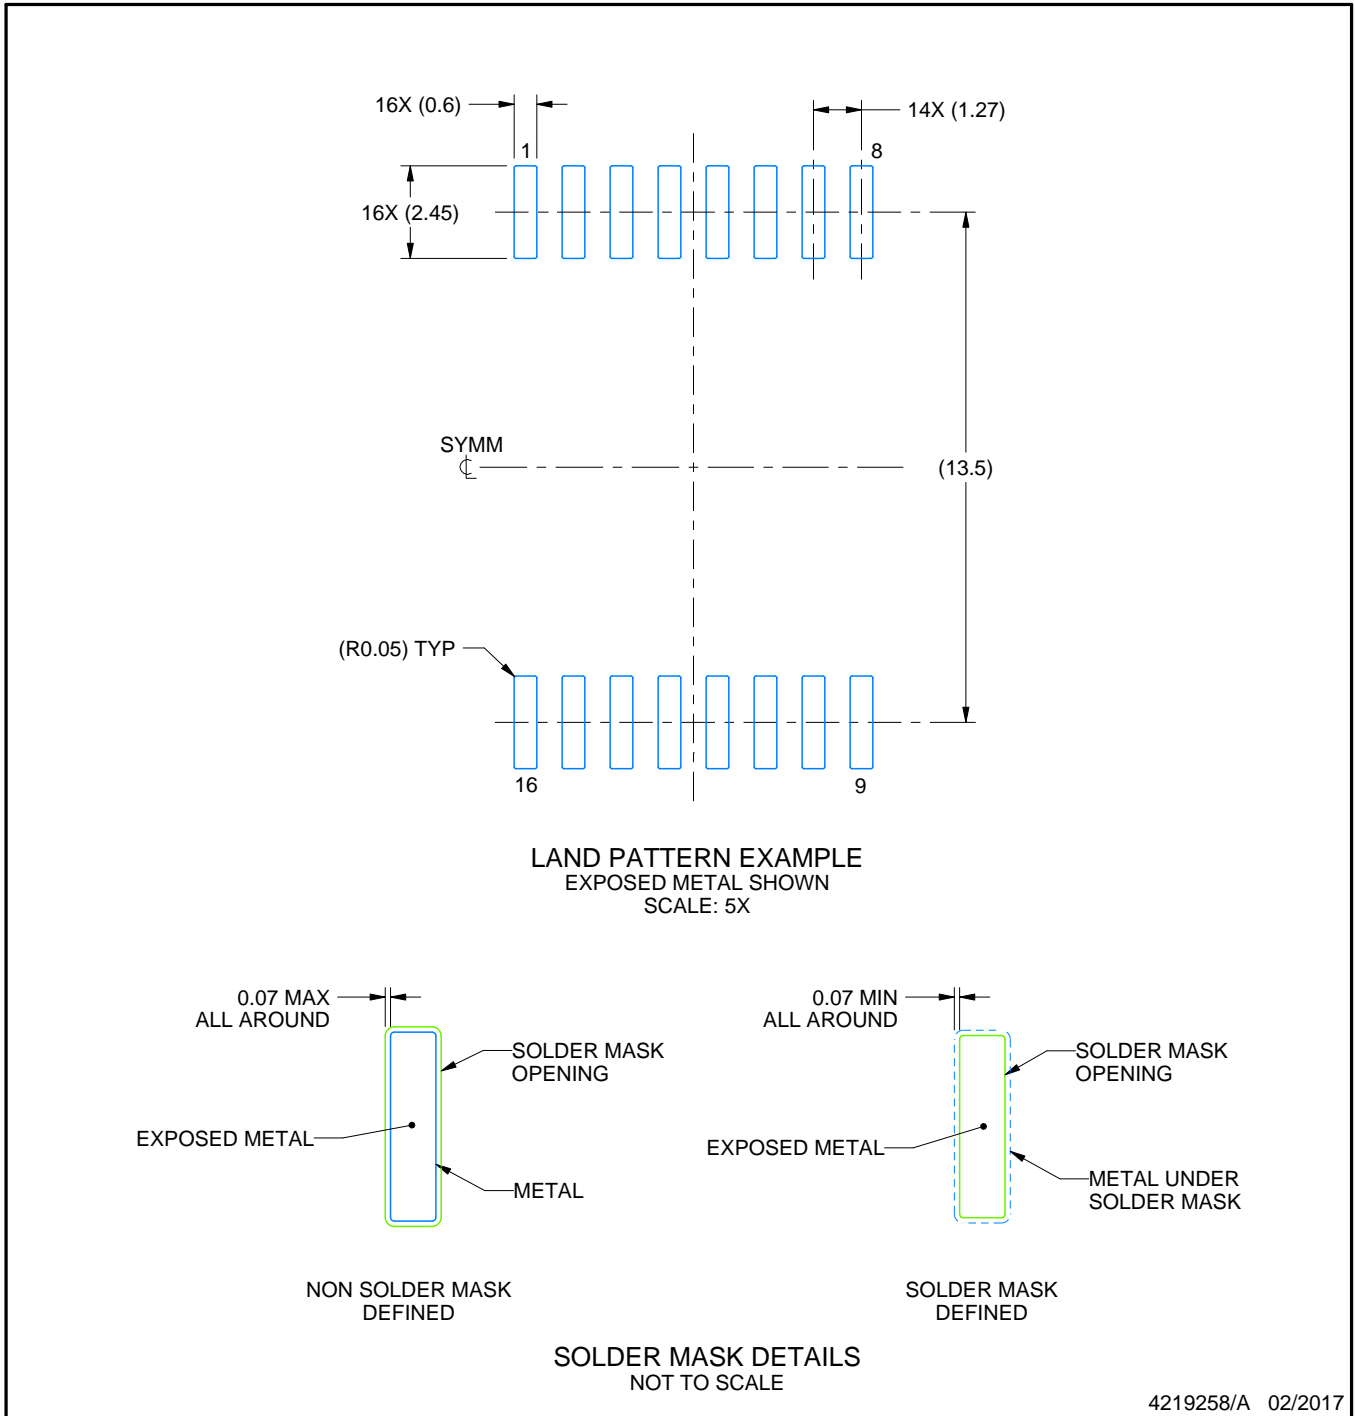 16X (0.6)
14X (1.27)
1
8
16X (2.45)
SYMM
℄
(13.5)
(R0.05) TYP
16
9
LAND PATTERN EXAMPLE
EXPOSED METAL SHOWN
SCALE: 5X
0.07 MAX
ALL AROUND
SOLDER MASK
OPENING
EXPOSED METAL
METAL
NON SOLDER MASK
DEFINED
0.07 MIN
ALL AROUND
SOLDER MASK
OPENING
EXPOSED METAL
METAL UNDER
SOLDER MASK
SOLDER MASK
DEFINED
SOLDER MASK DETAILS
NOT TO SCALE
4219258/A 02/2017